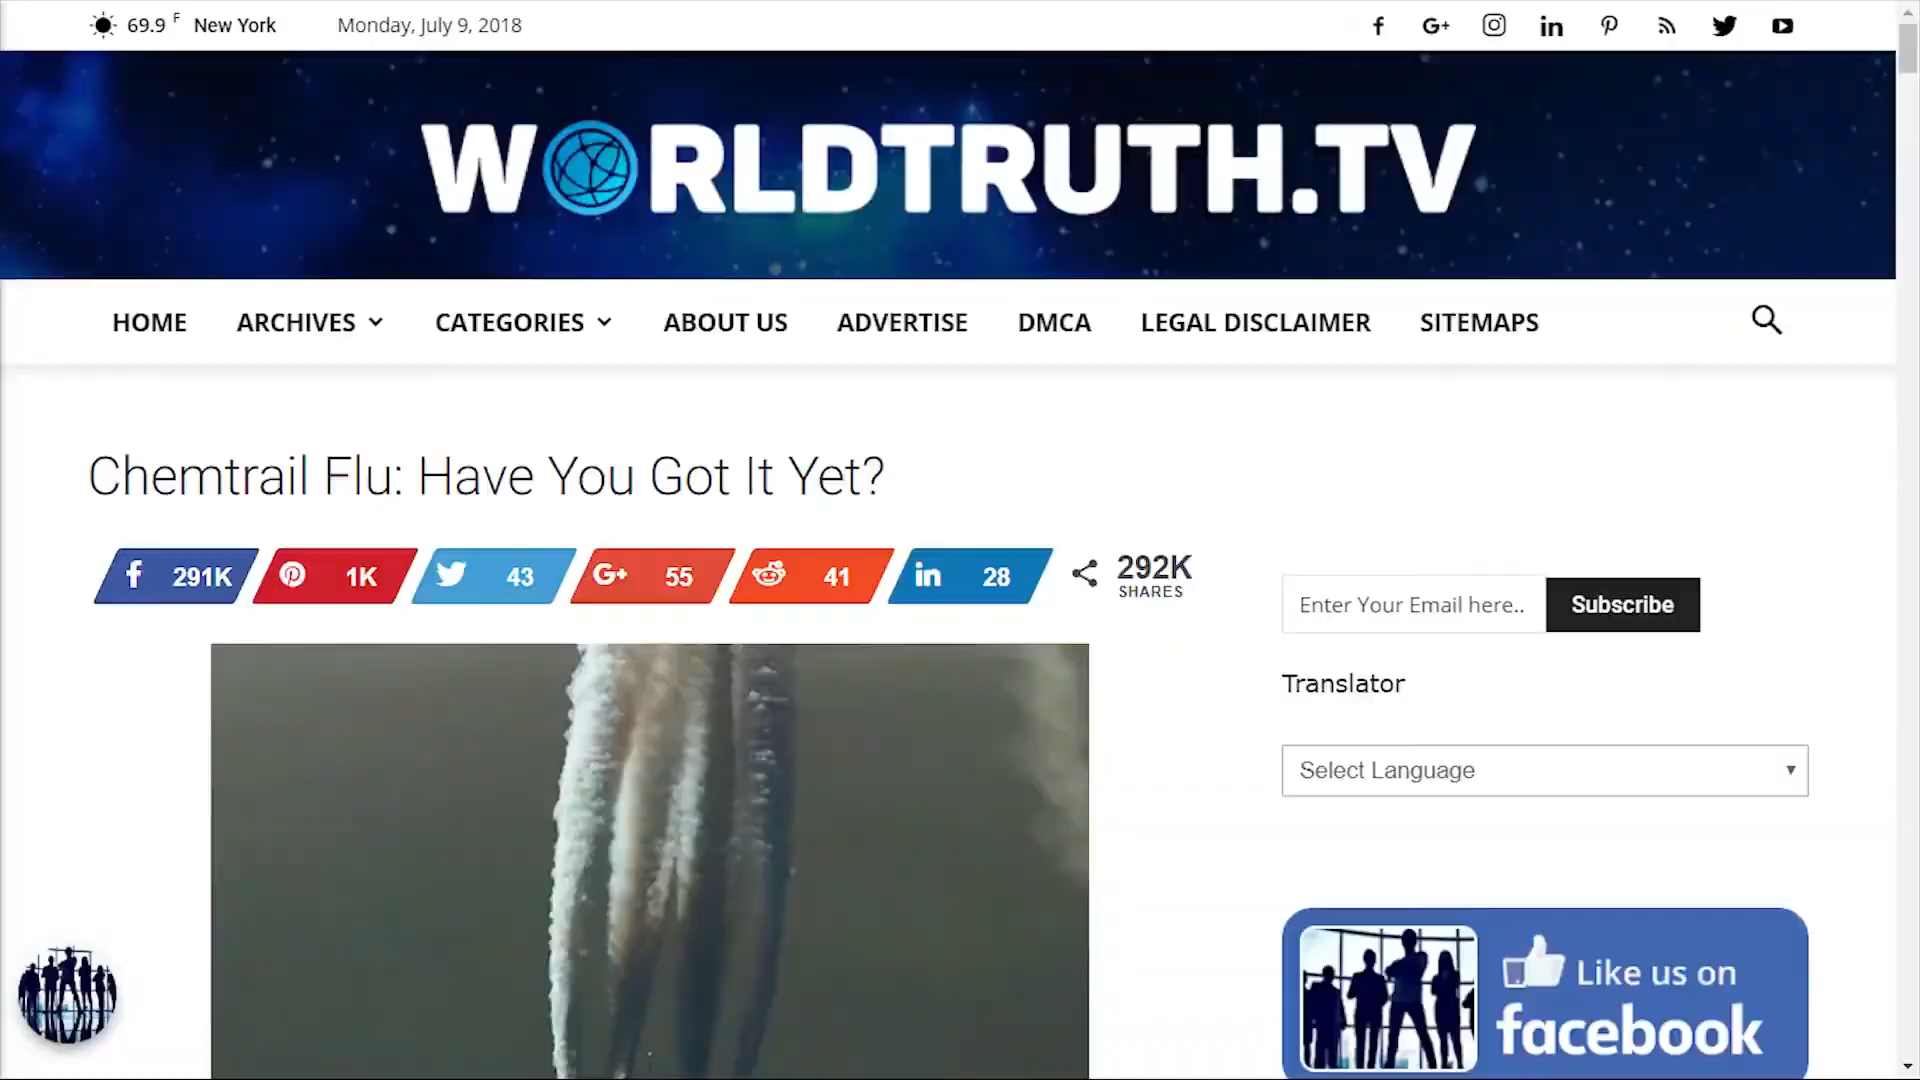 69.9 F New York Monday, July 9, 2018
WORLDTRUTH.TV
HOME ARCHIVES CATEGORIES ABOUT US ADVERTISE DMCA LEGAL DISCLAIMER SITEMAPS
Chemtrail Flu: Have You Got It Yet?
291K 1K 43 55 41 28 292K
SHARES
Enter Your Email here.. Subscribe
Translator
Select Language
Like us on
facebook